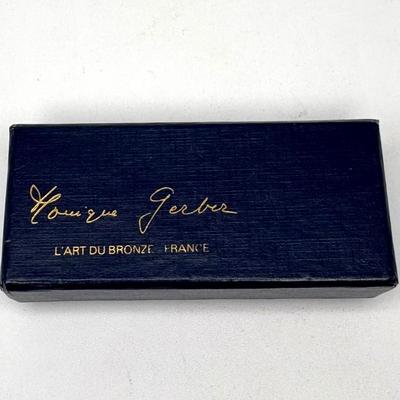 Monique Gerber
L'ART DU BRONZE FRANCE